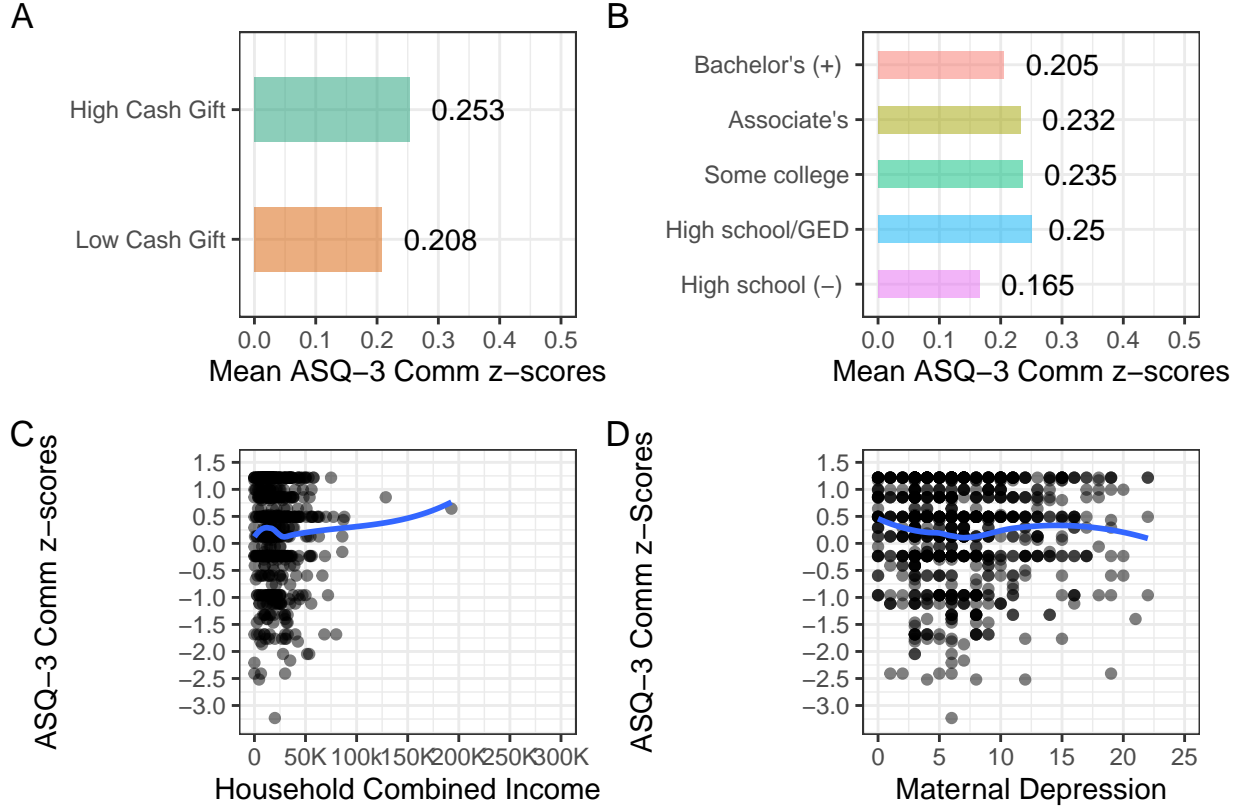 A
High Cash Gift
0.253
Low Cash Gift
0.208
0.0 0.1 0.2 0.3 0.4 0.5
Mean ASQ−3 Comm z−scores
B
Bachelor's (+)
0.205
Associate's
0.232
Some college
0.235
High school/GED
0.25
High school (−)
0.165
0.0 0.1 0.2 0.3 0.4 0.5
Mean ASQ−3 Comm z−scores
C
ASQ−3 Comm z−scores
1.5
1.0
0.5
0.0
−0.5
−1.0
−1.5
−2.0
−2.5
−3.0
0 50K 100k 150K 200K 250K 300K
Household Combined Income
D
ASQ−3 Comm z−Scores
1.5
1.0
0.5
0.0
−0.5
−1.0
−1.5
−2.0
−2.5
−3.0
0 5 10 15 20 25
Maternal Depression